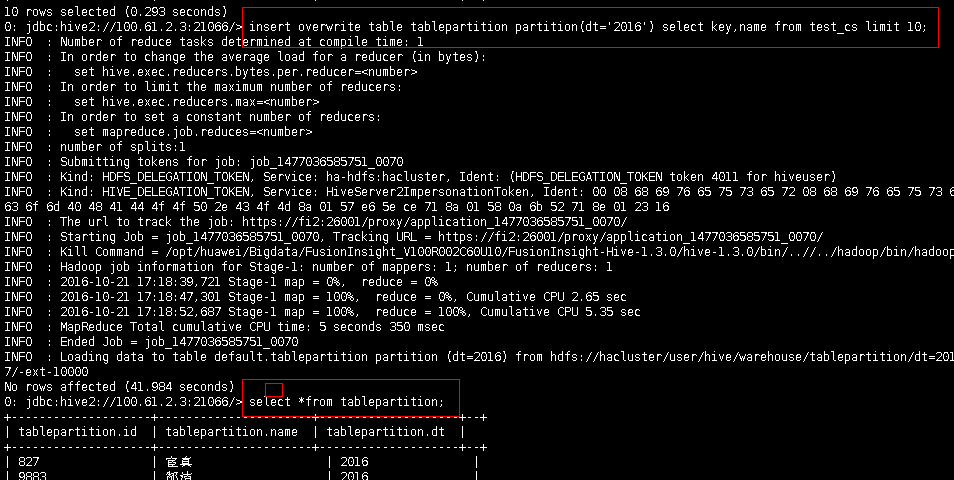 10 rows selected (0.293 seconds)
0: jdbc:hive2://100.61.2.3:21066/> insert overwrite table tablepartition partition(dt='2016') select key,name from test_cs limit 10;
INFO  : Number of reduce tasks determined at compile time: 1
INFO  : In order to change the average load for a reducer (in bytes):
INFO  :   set hive.exec.reducers.bytes.per.reducer=<number>
INFO  : In order to limit the maximum number of reducers:
INFO  :   set hive.exec.reducers.max=<number>
INFO  : In order to set a constant number of reducers:
INFO  :   set mapreduce.job.reduces=<number>
INFO  : number of splits:1
INFO  : Submitting tokens for job: job_1477036585751_0070
INFO  : Kind: HDFS_DELEGATION_TOKEN, Service: ha-hdfs:hacluster, Ident: (HDFS_DELEGATION_TOKEN token 4011 for hiveuser)
INFO  : Kind: HIVE_DELEGATION_TOKEN, Service: HiveServer2ImpersonationToken, Ident: 00 08 68 69 76 65 75 73 65 72 08 68 69 76 65 75 73 6
63 6f 6d 40 48 41 44 4f 4f 50 2e 43 4f 4d 8a 01 57 e6 5e ce 71 8a 01 58 0a 6b 52 71 8e 01 23 16
INFO  : The url to track the job: https://fi2:26001/proxy/application_1477036585751_0070/
INFO  : Starting Job = job_1477036585751_0070, Tracking URL = https://fi2:26001/proxy/application_1477036585751_0070/
INFO  : Kill Command = /opt/huawei/Bigdata/FusionInsight_V100R002C60U10/FusionInsight-Hive-1.3.0/hive-1.3.0/bin/..//../hadoop/bin/hadoop
INFO  : Hadoop job information for Stage-1: number of mappers: 1; number of reducers: 1
INFO  : 2016-10-21 17:18:39,721 Stage-1 map = 0%,  reduce = 0%
INFO  : 2016-10-21 17:18:47,301 Stage-1 map = 100%,  reduce = 0%, Cumulative CPU 2.65 sec
INFO  : 2016-10-21 17:18:52,687 Stage-1 map = 100%,  reduce = 100%, Cumulative CPU 5.35 sec
INFO  : MapReduce Total cumulative CPU time: 5 seconds 350 msec
INFO  : Ended Job = job_1477036585751_0070
INFO  : Loading data to table default.tablepartition partition (dt=2016) from hdfs://hacluster/user/hive/warehouse/tablepartition/dt=201
7/-ext-10000
No rows affected (41.984 seconds)
0: jdbc:hive2://100.61.2.3:21066/> select *from tablepartition;
| tablepartition.id | tablepartition.name | tablepartition.dt |
| 827 | 宦真 | 2016 |
| 9883 | 2016